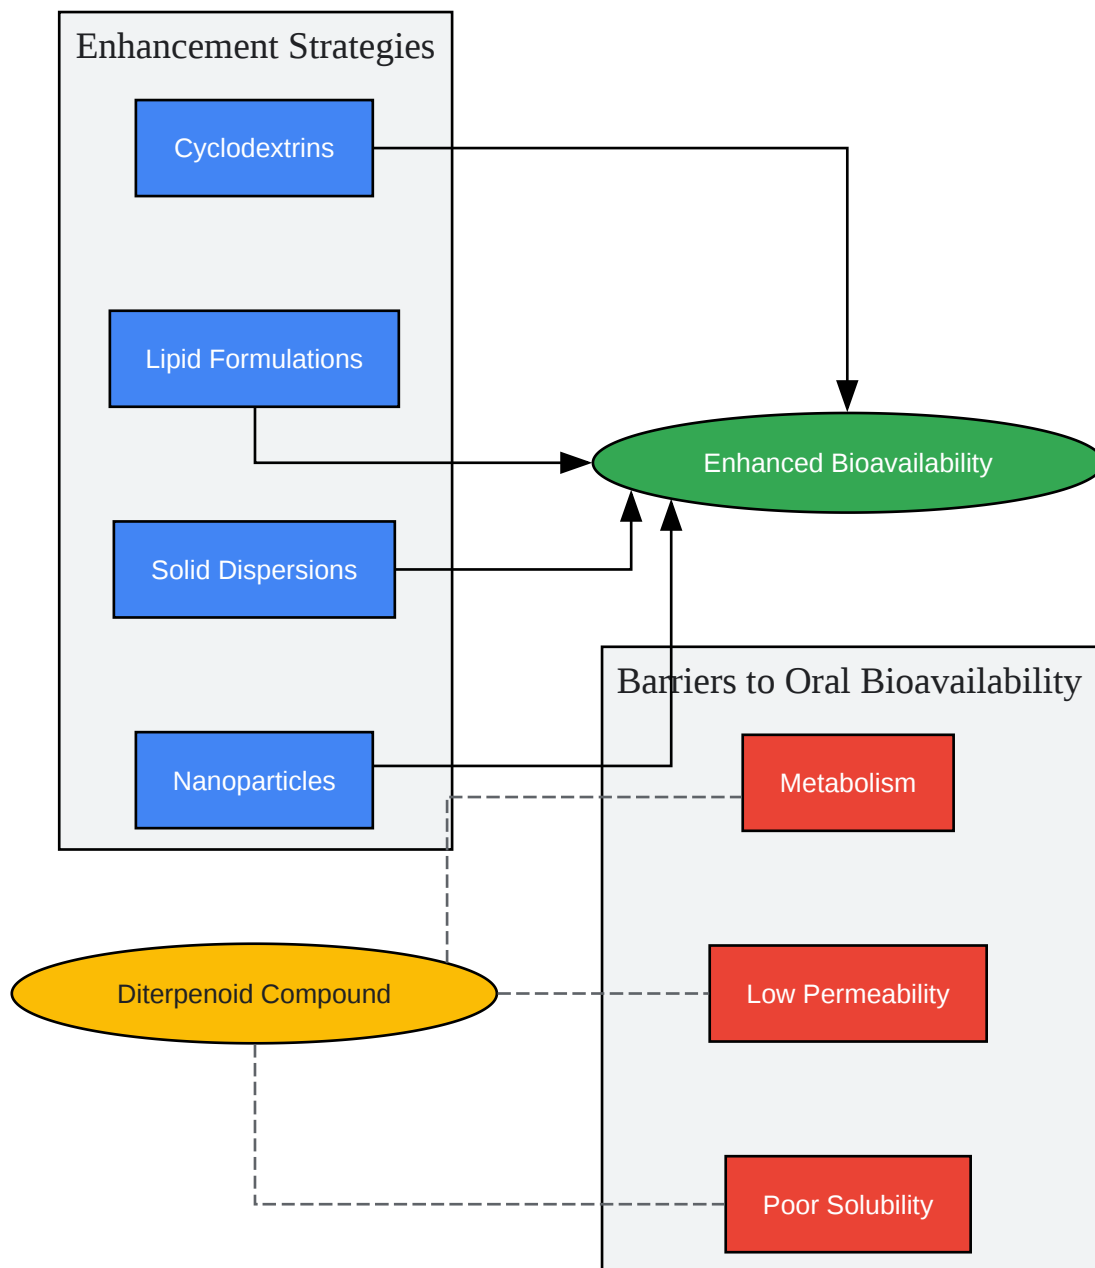 Enhancement Strategies
Cyclodextrins
Lipid Formulations
Enhanced Bioavailability
Solid Dispersions
Barriers to Oral Bioavailability
Nanoparticles
Metabolism
Diterpenoid Compound
Low Permeability
Poor Solubility